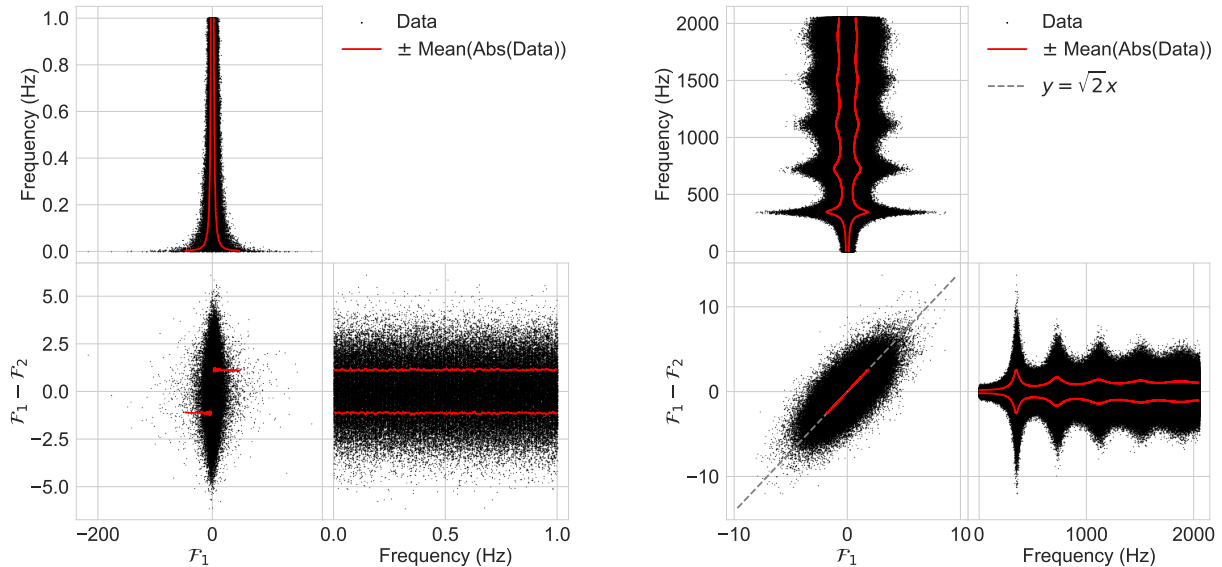 1.0
0.8
0.6
0.4
0.2
0.0
Frequency (Hz)
Data
± Mean(Abs(Data))
5.0
2.5
0.0
−2.5
−5.0
ℱ₁ − ℱ₂
−200
0
ℱ₁
0.0
0.5
1.0
Frequency (Hz)
2000
1500
1000
500
0
Frequency (Hz)
Data
± Mean(Abs(Data))
y = √2x
10
0
−10
ℱ₁ − ℱ₂
−10
0
10
ℱ₁
0
1000
2000
Frequency (Hz)